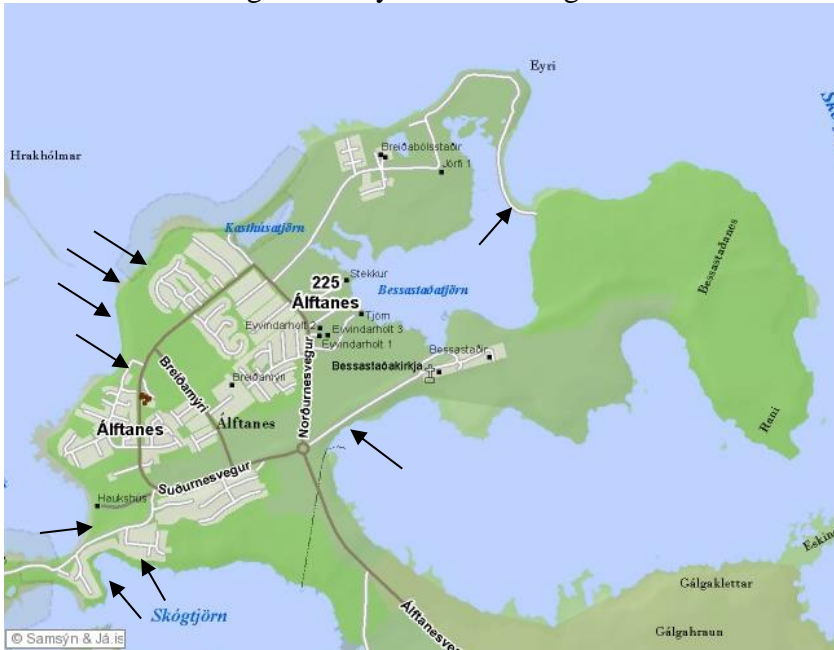 Eyri
Hrakhólmar
Breiðabólsstaðir
Jörfi 1
Kasthúsatjörn
Bessastaðanes
Stekkur
225
Álftanes
Bessastaðatjörn
Tjörn
Eyvindarholt 2
Eyvindarholt 3
Eyvindarholt 1
Norðurnesvegur
Bessastaðir
Bessastaðakirkja
Breiðamýri
Breiðamýri
Álftanes
Álftanes
Rani
Suðurnesvegur
Haukshús
Gálgaklettar
Skógtjörn
Gálgahraun
© Samsýn & Já.is